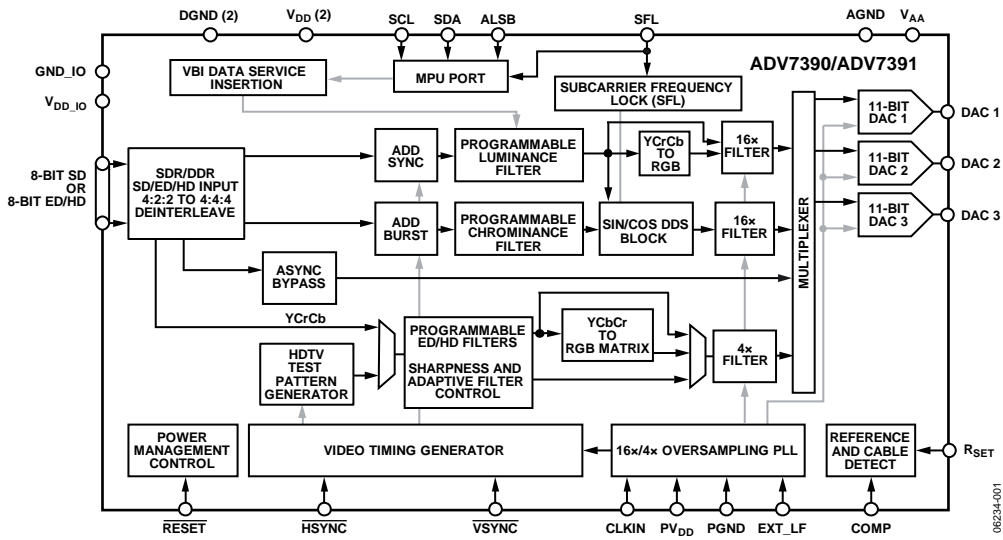 DGND (2)
VDD (2)
SCL
SDA
ALSB
SFL
AGND
VAA
GND_IO
VDD_IO
8-BIT SD
OR
8-BIT ED/HD
VBI DATA SERVICE
INSERTION
MPU PORT
SUBCARRIER FREQUENCY
LOCK (SFL)
ADV7390/ADV7391
SDR/DDR
SD/ED/HD INPUT
4:2:2 TO 4:4:4
DEINTERLEAVE
ADD
SYNC
PROGRAMMABLE
LUMINANCE
FILTER
YCrCb
TO
RGB
16×
FILTER
ADD
BURST
PROGRAMMABLE
CHROMINANCE
FILTER
SIN/COS DDS
BLOCK
16×
FILTER
MULTIPLEXER
11-BIT
DAC 1
DAC 1
11-BIT
DAC 2
DAC 2
11-BIT
DAC 3
DAC 3
ASYNC
BYPASS
YCrCb
HDTV
TEST
PATTERN
GENERATOR
PROGRAMMABLE
ED/HD FILTERS
SHARPNESS AND
ADAPTIVE FILTER
CONTROL
YCbCr
TO
RGB MATRIX
4×
FILTER
POWER
MANAGEMENT
CONTROL
VIDEO TIMING GENERATOR
16×/4× OVERSAMPLING PLL
REFERENCE
AND CABLE
DETECT
RSET
RESET
HSYNC
VSYNC
CLKIN
PVDD
PGND
EXT_LF
COMP
06234-001